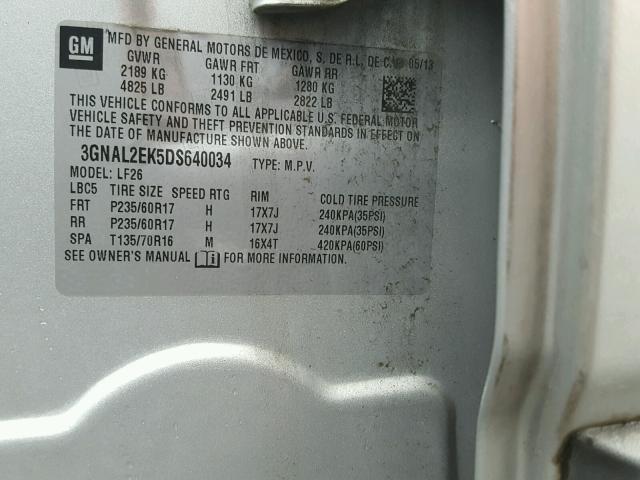 GM MFD BY GENERAL MOTORS DE MEXICO, S. DE R.L. DE C.V. 05/13
GVWR GAWR FRT GAWR RR
2189 KG 1130 KG 1280 KG
4825 LB 2491 LB 2822 LB
THIS VEHICLE CONFORMS TO ALL APPLICABLE U.S. FEDERAL MOTOR
VEHICLE SAFETY AND THEFT PREVENTION STANDARDS IN EFFECT ON
THE DATE OF MANUFACTURE SHOWN ABOVE.
3GNAL2EK5DS640034 TYPE: M.P.V.
MODEL: LF26
LBC5 TIRE SIZE SPEED RTG RIM COLD TIRE PRESSURE
FRT P235/60R17 H 17X7J 240KPA(35PSI)
RR P235/60R17 H 17X7J 240KPA(35PSI)
SPA T135/70R16 M 16X4T 420KPA(60PSI)
SEE OWNER'S MANUAL FOR MORE INFORMATION.